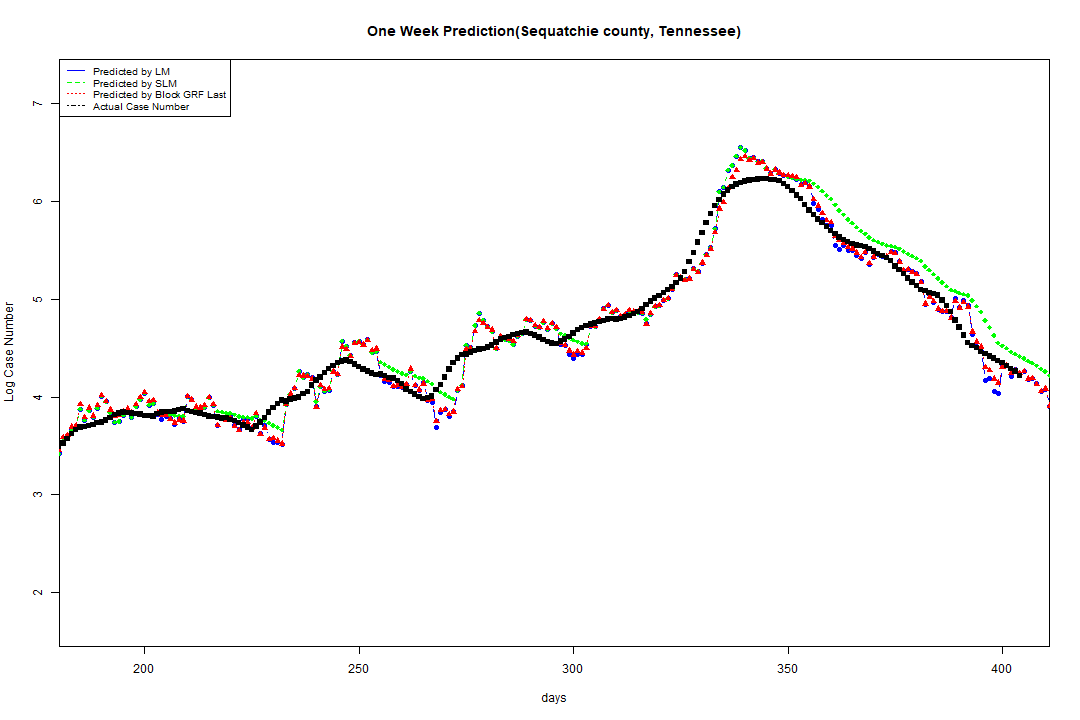 One Week Prediction(Sequatchie county, Tennessee)
Predicted by LM
Predicted by SLM
Predicted by Block GRF Last
Actual Case Number
Log Case Number
7
6
5
4
3
2
200 250 300 350 400
days